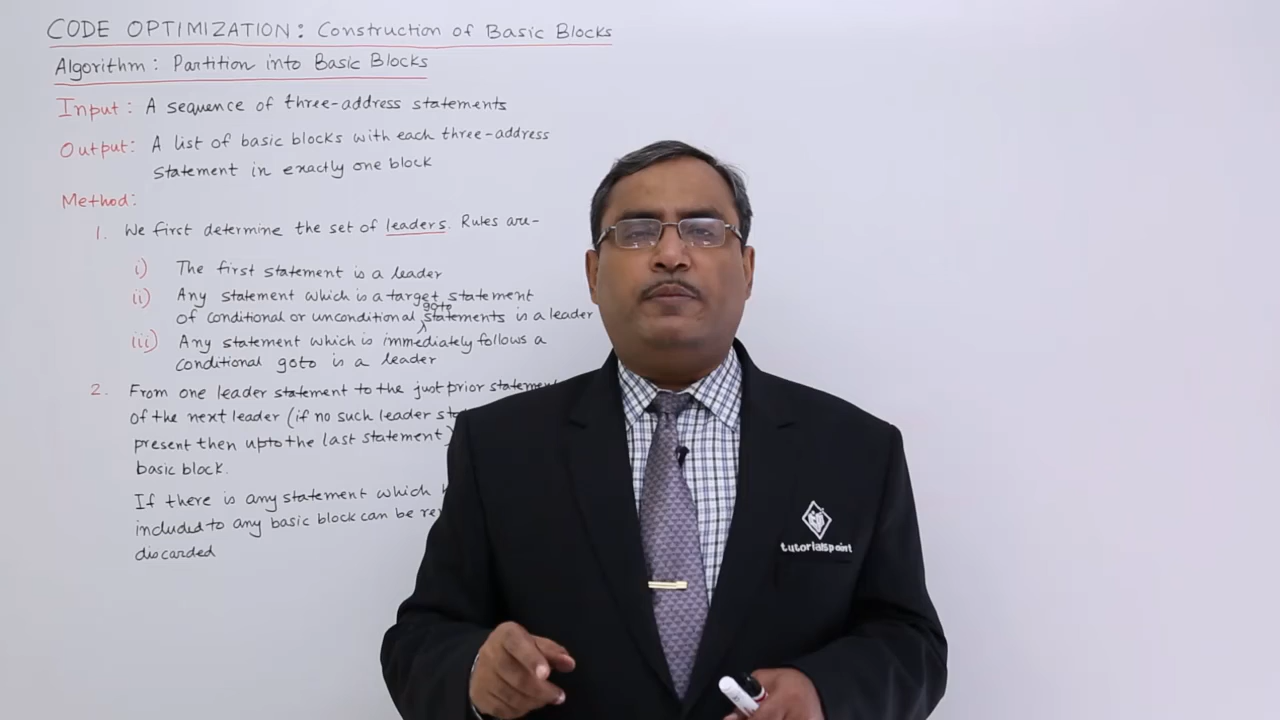 CODE OPTIMIZATION: Construction of Basic Blocks
Algorithm: Partition into Basic Blocks
Input: A sequence of three-address statements
Output: A list of basic blocks with each three-address
statement in exactly one block
Method:
1. We first determine the set of leaders. Rules are-
i) The first statement is a leader
ii) Any statement which is a target statement
of conditional or unconditional goto statements is a leader
iii) Any statement which is immediately follows a
conditional goto is a leader
2. From one leader statement to the just prior statement
of the next leader (if no such leader
present then upto the last statement)
basic block.
If there is any statement which
included to any basic block can be
discarded
tutorialspoint